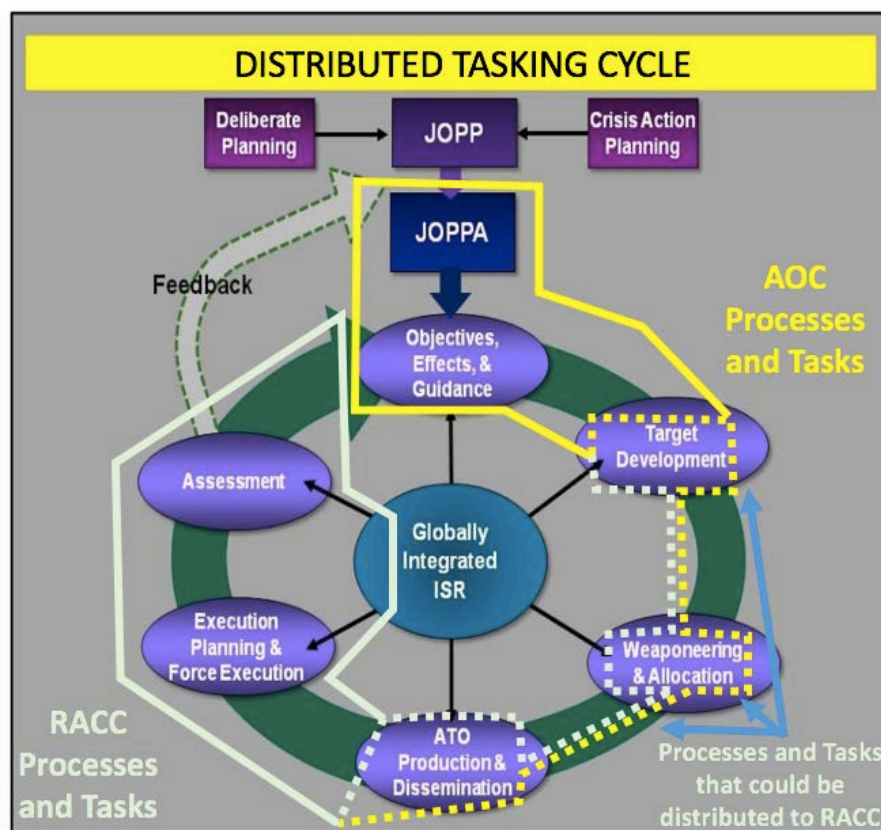 DISTRIBUTED TASKING CYCLE
Deliberate
Planning
JOPP
Crisis Action
Planning
JOPPA
Feedback
AOC
Processes
and Tasks
Objectives,
Effects, &
Guidance
Target
Development
Assessment
Globally
Integrated
ISR
Execution
Planning &
Force Execution
Weaponeering
& Allocation
RACC
Processes
and Tasks
ATO
Production &
Dissemination
Processes and Tasks
that could be
distributed to RACC